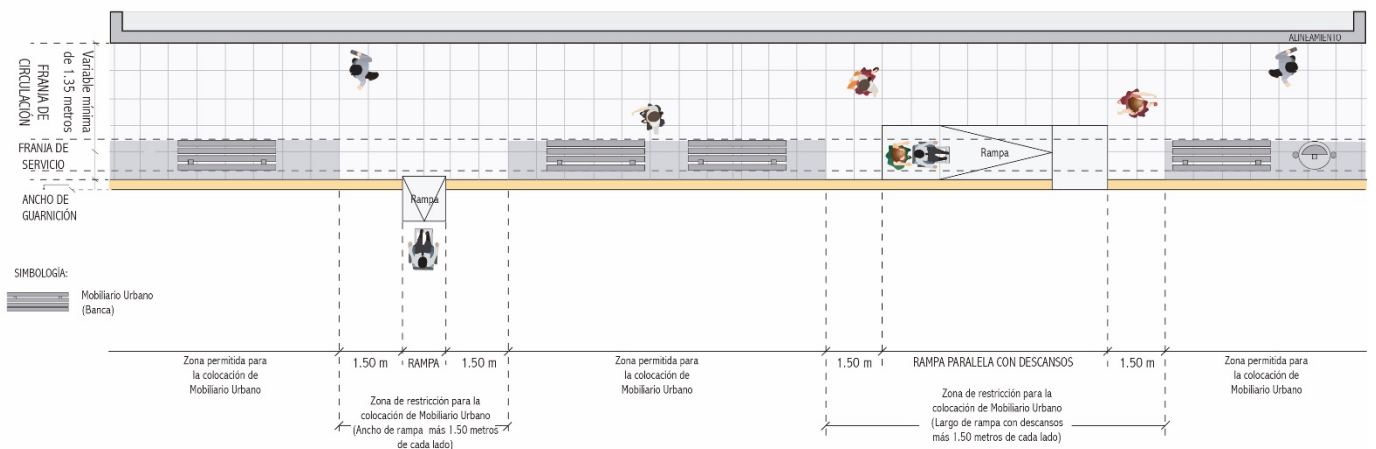 ALINEAMIENTO
Variable mínima
de 1.35 metros
FRANJA DE
CIRCULACIÓN
FRANJA DE
SERVICIO
ANCHO DE
GUARNICIÓN
Rampa
Rampa
SIMBOLOGÍA:
Mobiliario Urbano
(Banca)
Zona permitida para
la colocación de
Mobiliario Urbano
1.50 m
RAMPA
1.50 m
Zona permitida para
la colocación de
Mobiliario Urbano
1.50 m
RAMPA PARALELA CON DESCANSOS
1.50 m
Zona permitida para
la colocación de
Mobiliario Urbano
Zona de restricción para la
colocación de Mobiliario Urbano
(Ancho de rampa más 1.50 metros
de cada lado)
Zona de restricción para la
colocación de Mobiliario Urbano
(Largo de rampa con descansos
más 1.50 metros de cada lado)